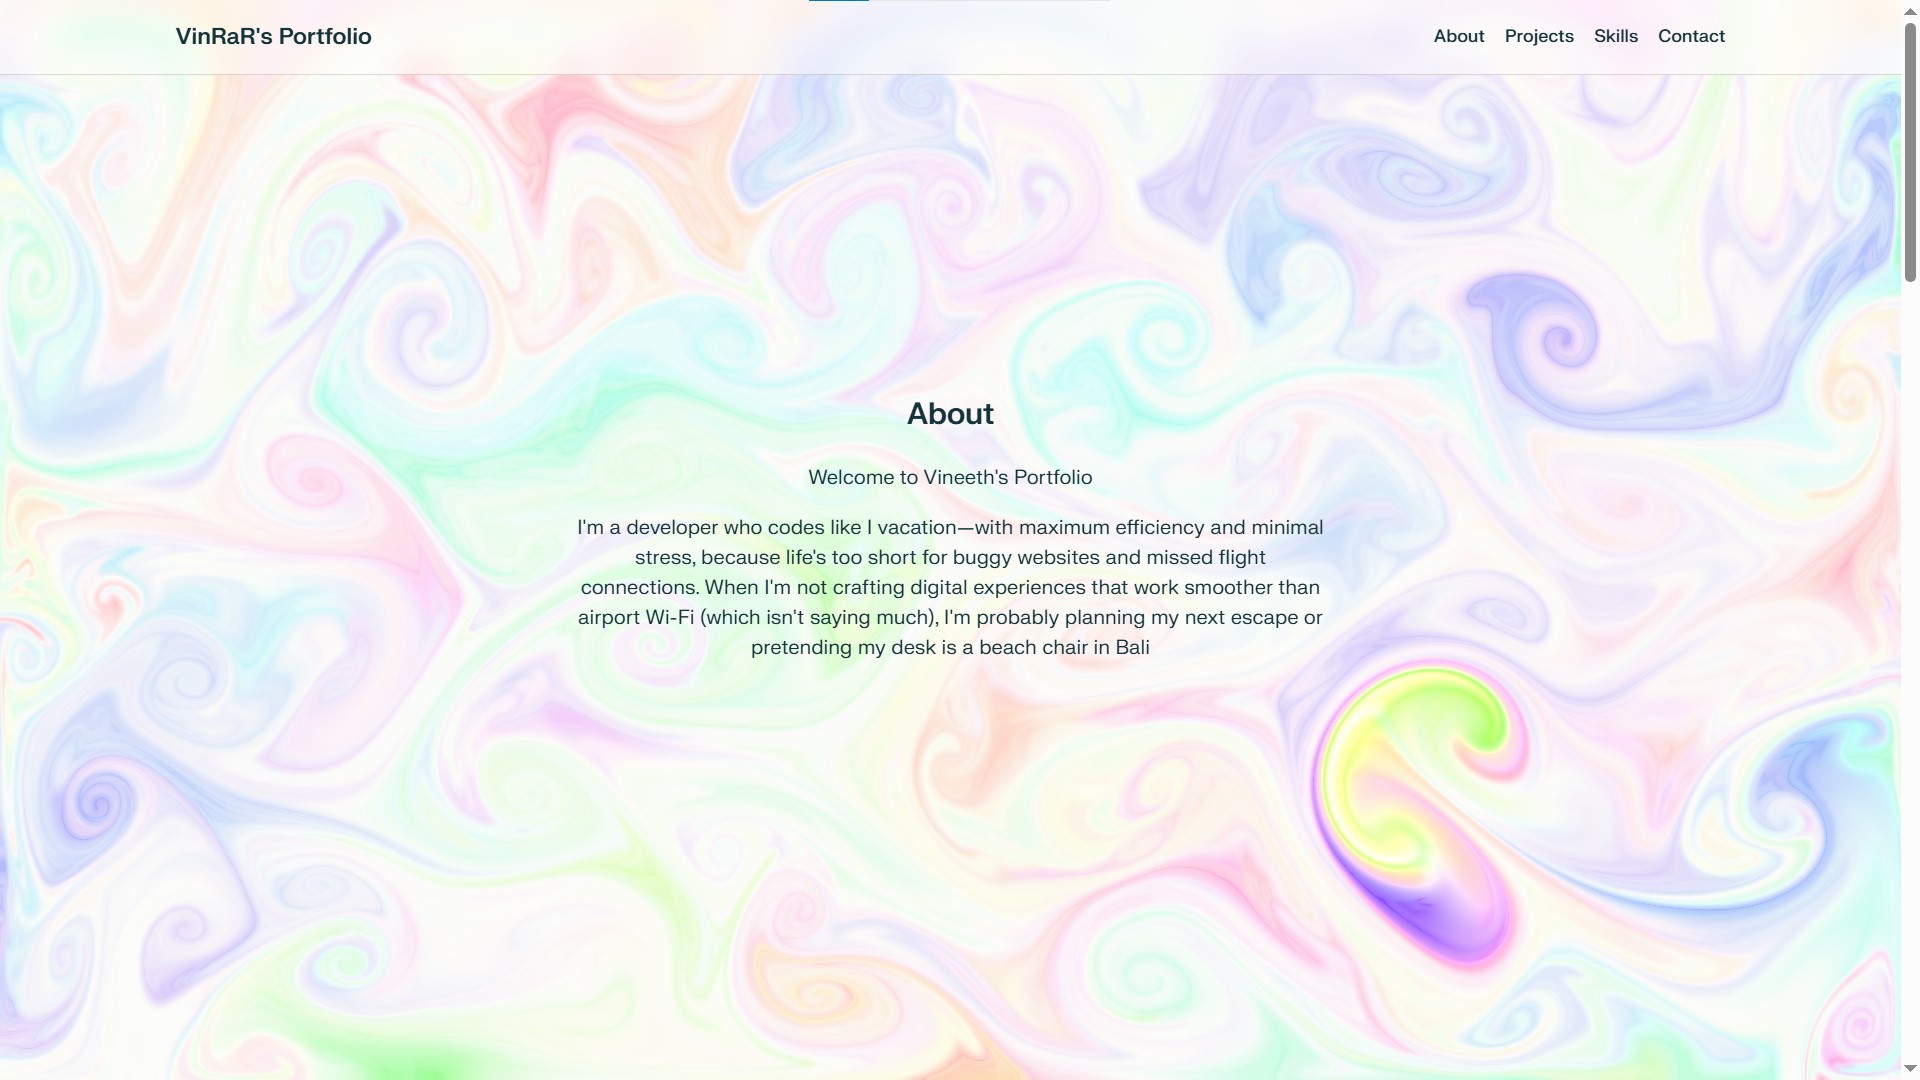 VinRaR's Portfolio
About
Projects
Skills
Contact
About
Welcome to Vineeth's Portfolio
I'm a developer who codes like I vacation—with maximum efficiency and minimal
stress, because life's too short for buggy websites and missed flight
connections. When I'm not crafting digital experiences that work smoother than
airport Wi-Fi (which isn't saying much), I'm probably planning my next escape or
pretending my desk is a beach chair in Bali